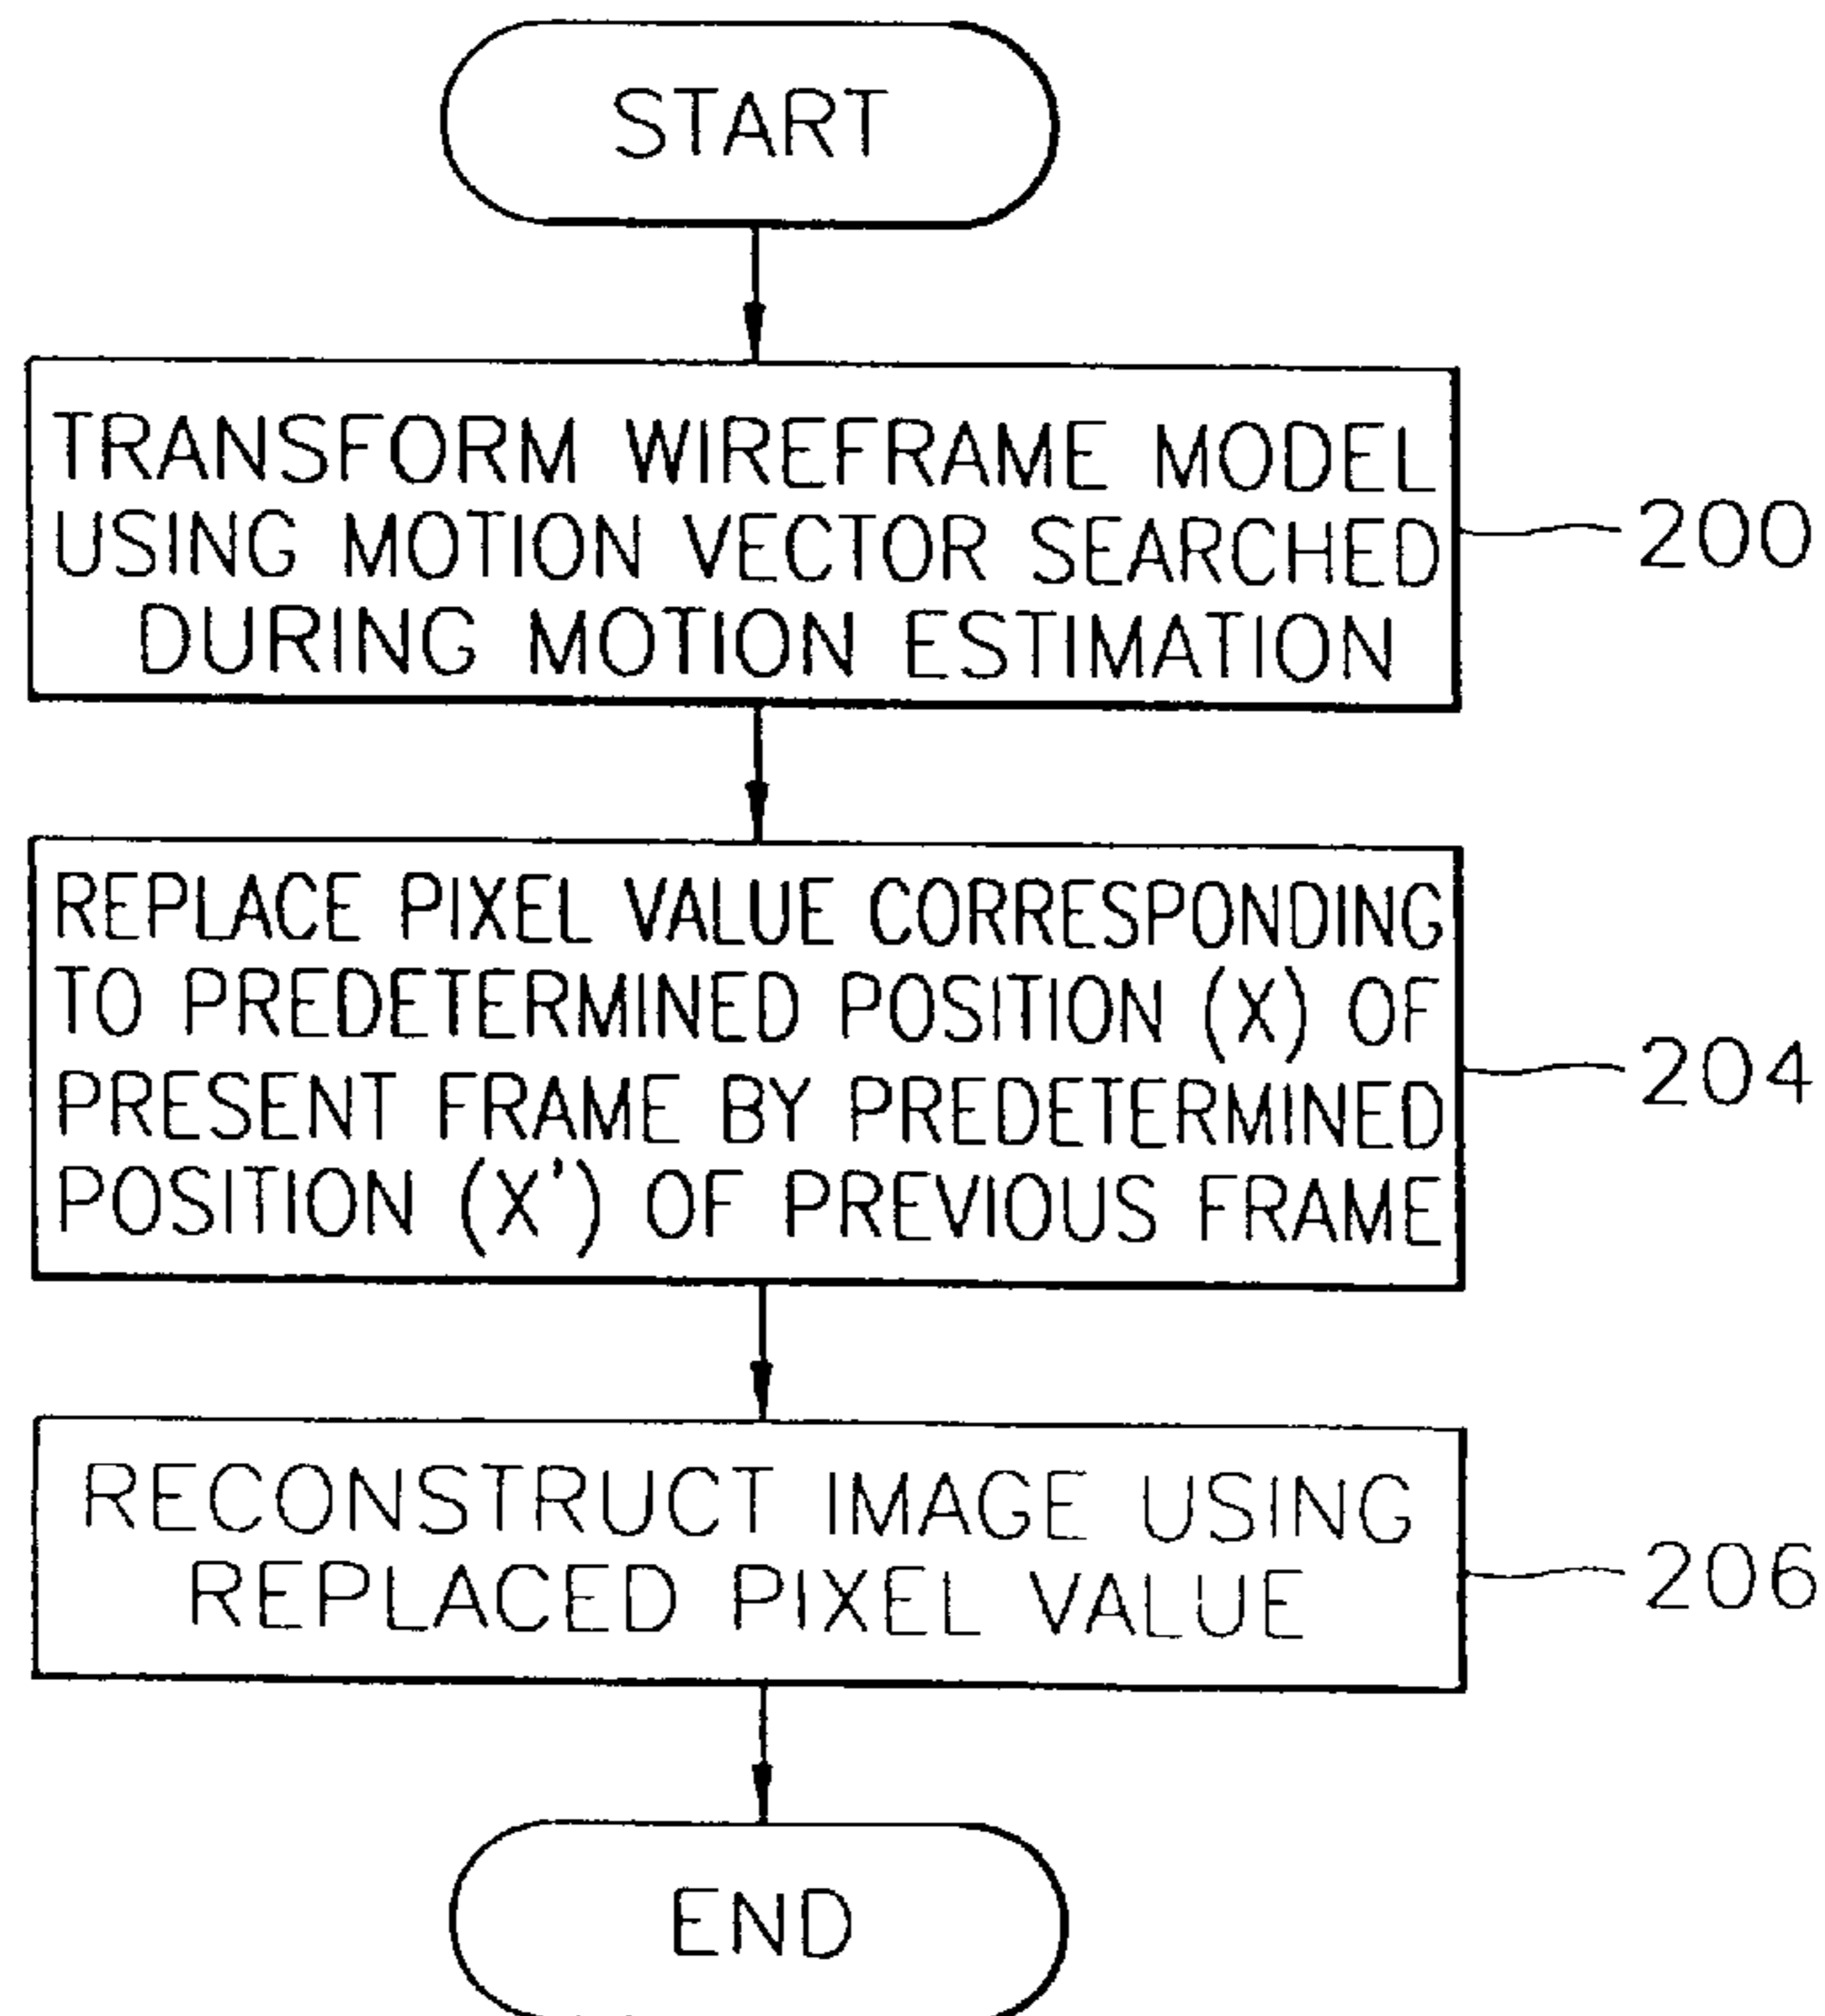 START
TRANSFORM WIREFRAME MODEL
USING MOTION VECTOR SEARCHED
DURING MOTION ESTIMATION
200
REPLACE PIXEL VALUE CORRESPONDING
TO PREDETERMINED POSITION (X) OF
PRESENT FRAME BY PREDETERMINED
POSITION (X') OF PREVIOUS FRAME
204
RECONSTRUCT IMAGE USING
REPLACED PIXEL VALUE
206
END